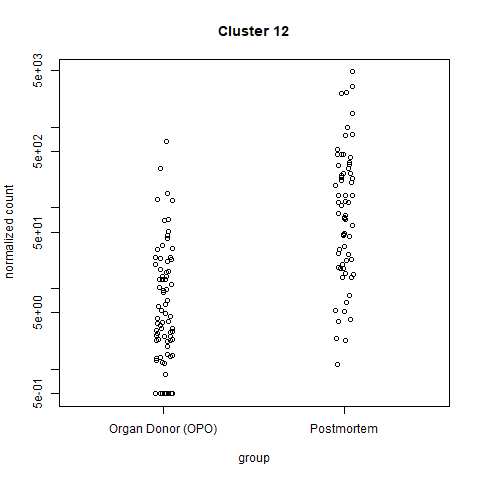 Cluster 12
normalized count
5e+03
5e+02
5e+01
5e+00
5e-01
Organ Donor (OPO)
Postmortem
group